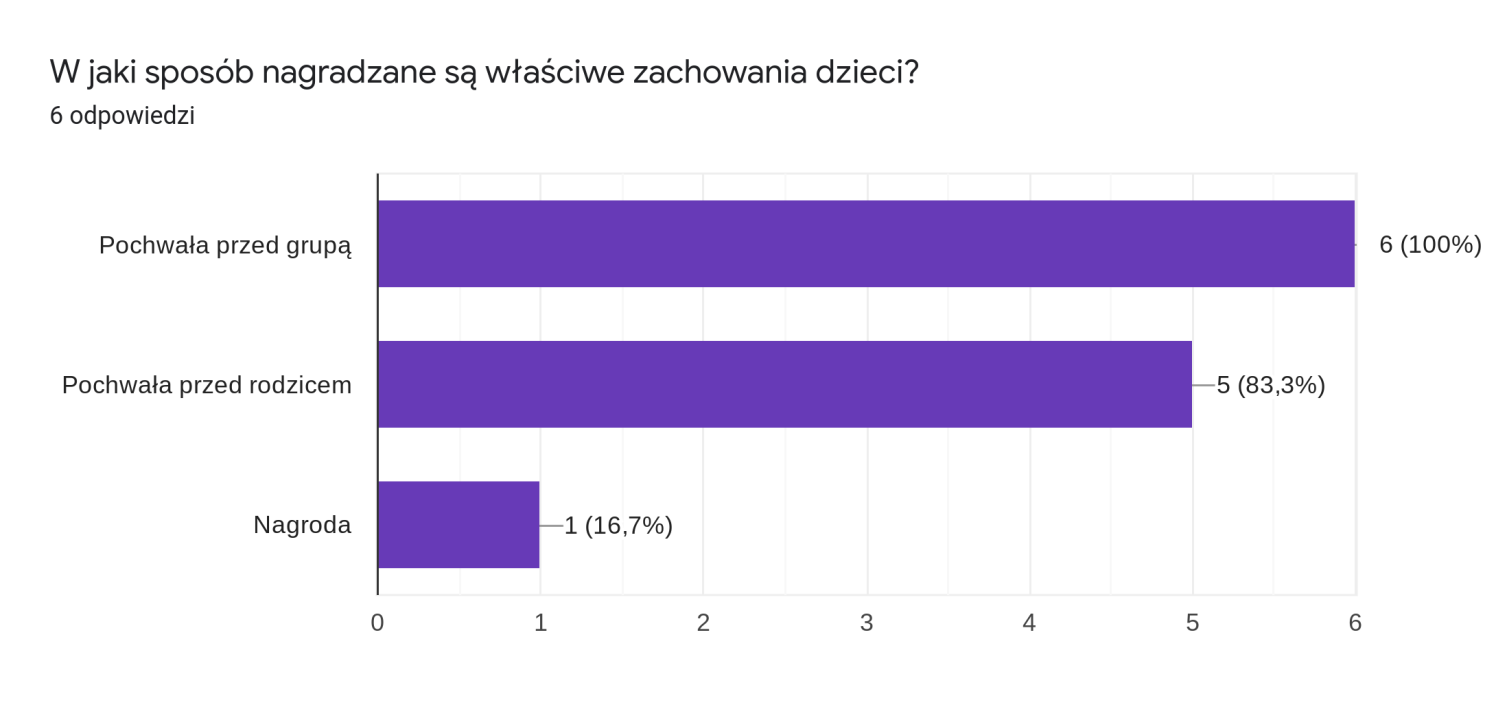 W jaki sposób nagradzane są właściwe zachowania dzieci?
6 odpowiedzi
Pochwała przed grupą
6 (100%)
Pochwała przed rodzicem
5 (83,3%)
Nagroda
1 (16,7%)
0 1 2 3 4 5 6